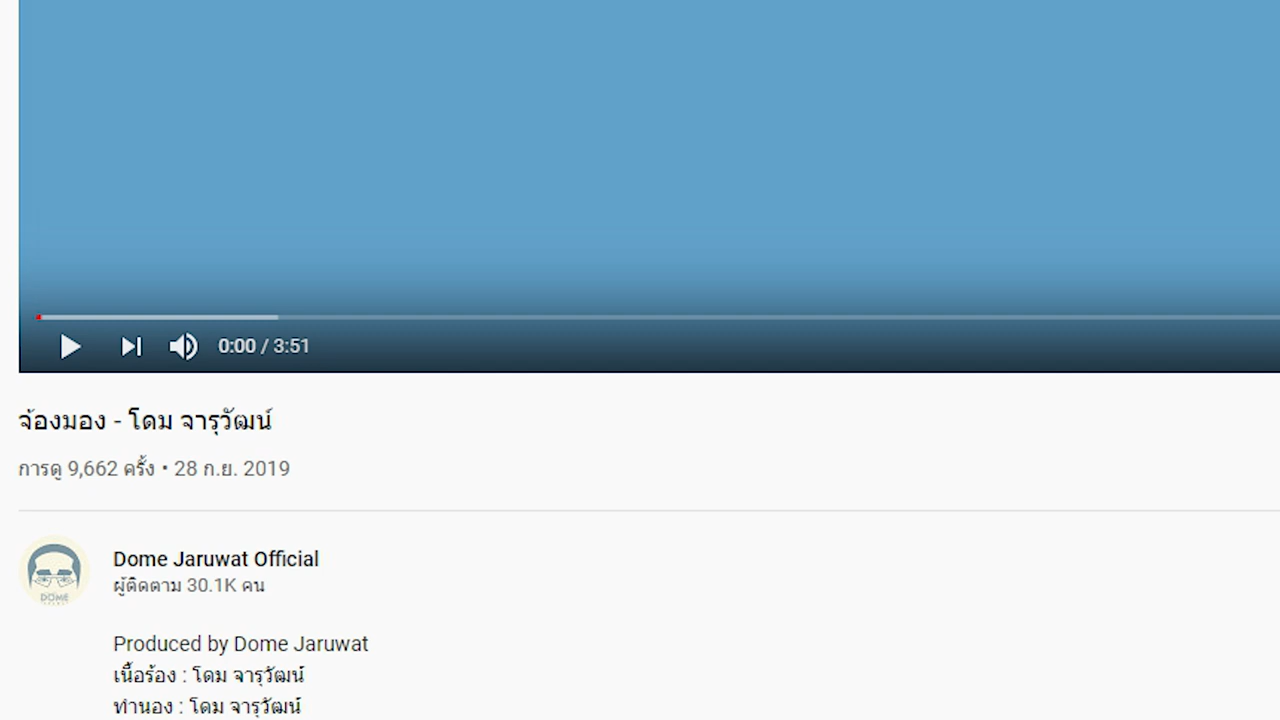 0:00 / 3:51
จ้องมอง - โดม จารุวัฒน์
การดู 9,662 ครั้ง • 28 ก.ย. 2019
Dome Jaruwat Official
ผู้ติดตาม 30.1K คน
DOME
Produced by Dome Jaruwat
เนื้อร้อง : โดม จารุวัฒน์
ทำนอง : โดม จารุวัฒน์